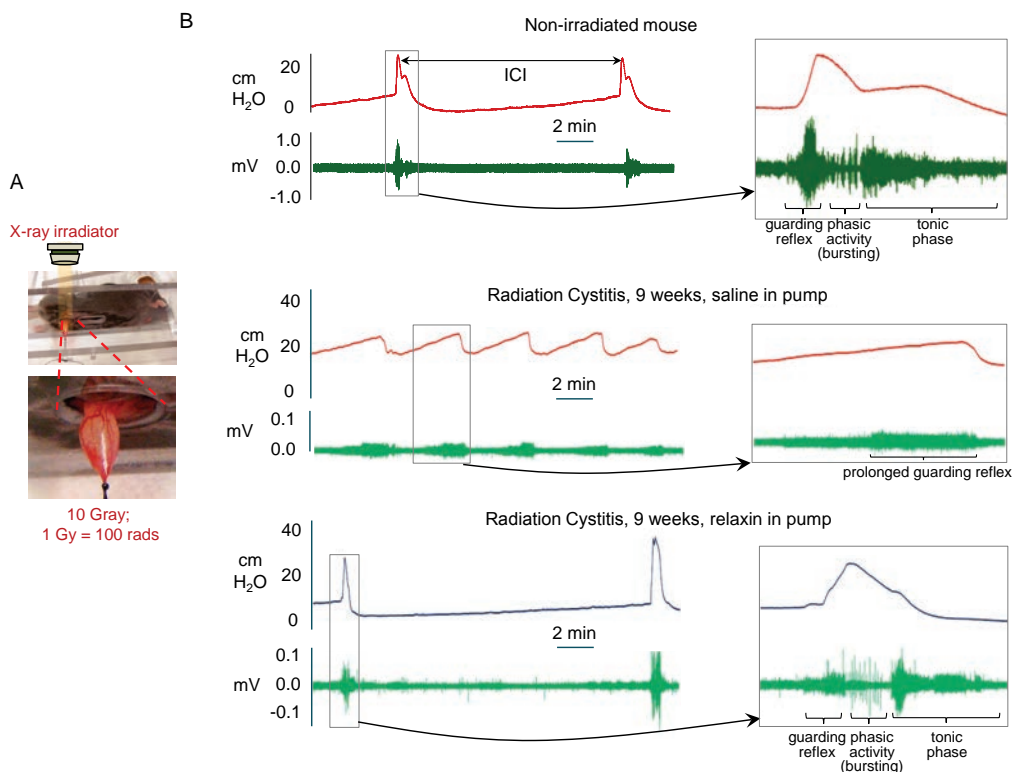 A
X-ray irradiator
10 Gray;
1 Gy = 100 rads
B
Non-irradiated mouse
cm
H₂O
20
0
ICI
2 min
mV
1.0
0.0
-1.0
guarding
reflex
phasic
activity
(bursting)
tonic
phase
Radiation Cystitis, 9 weeks, saline in pump
cm
H₂O
40
20
0
2 min
mV
0.1
0.0
prolonged guarding reflex
Radiation Cystitis, 9 weeks, relaxin in pump
cm
H₂O
40
20
0
2 min
mV
0.1
0.0
-0.1
guarding
reflex
phasic
activity
(bursting)
tonic
phase